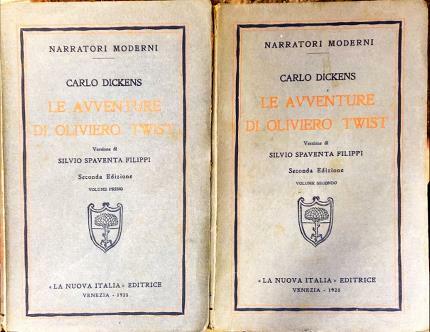 NARRATORI MODERNI
CARLO DICKENS
LE AVVENTURE
DI OLIVIERO TWIST
Versione di
SILVIO SPAVENTA FILIPPI
Seconda Edizione
VOLUME PRIMO
«LA NUOVA ITALIA» EDITRICE
VENEZIA - 1928
NARRATORI MODERNI
CARLO DICKENS
LE AVVENTURE
DI OLIVIERO TWIST
Versione di
SILVIO SPAVENTA FILIPPI
Seconda Edizione
VOLUME SECONDO
«LA NUOVA ITALIA» EDITRICE
VENEZIA - 1928